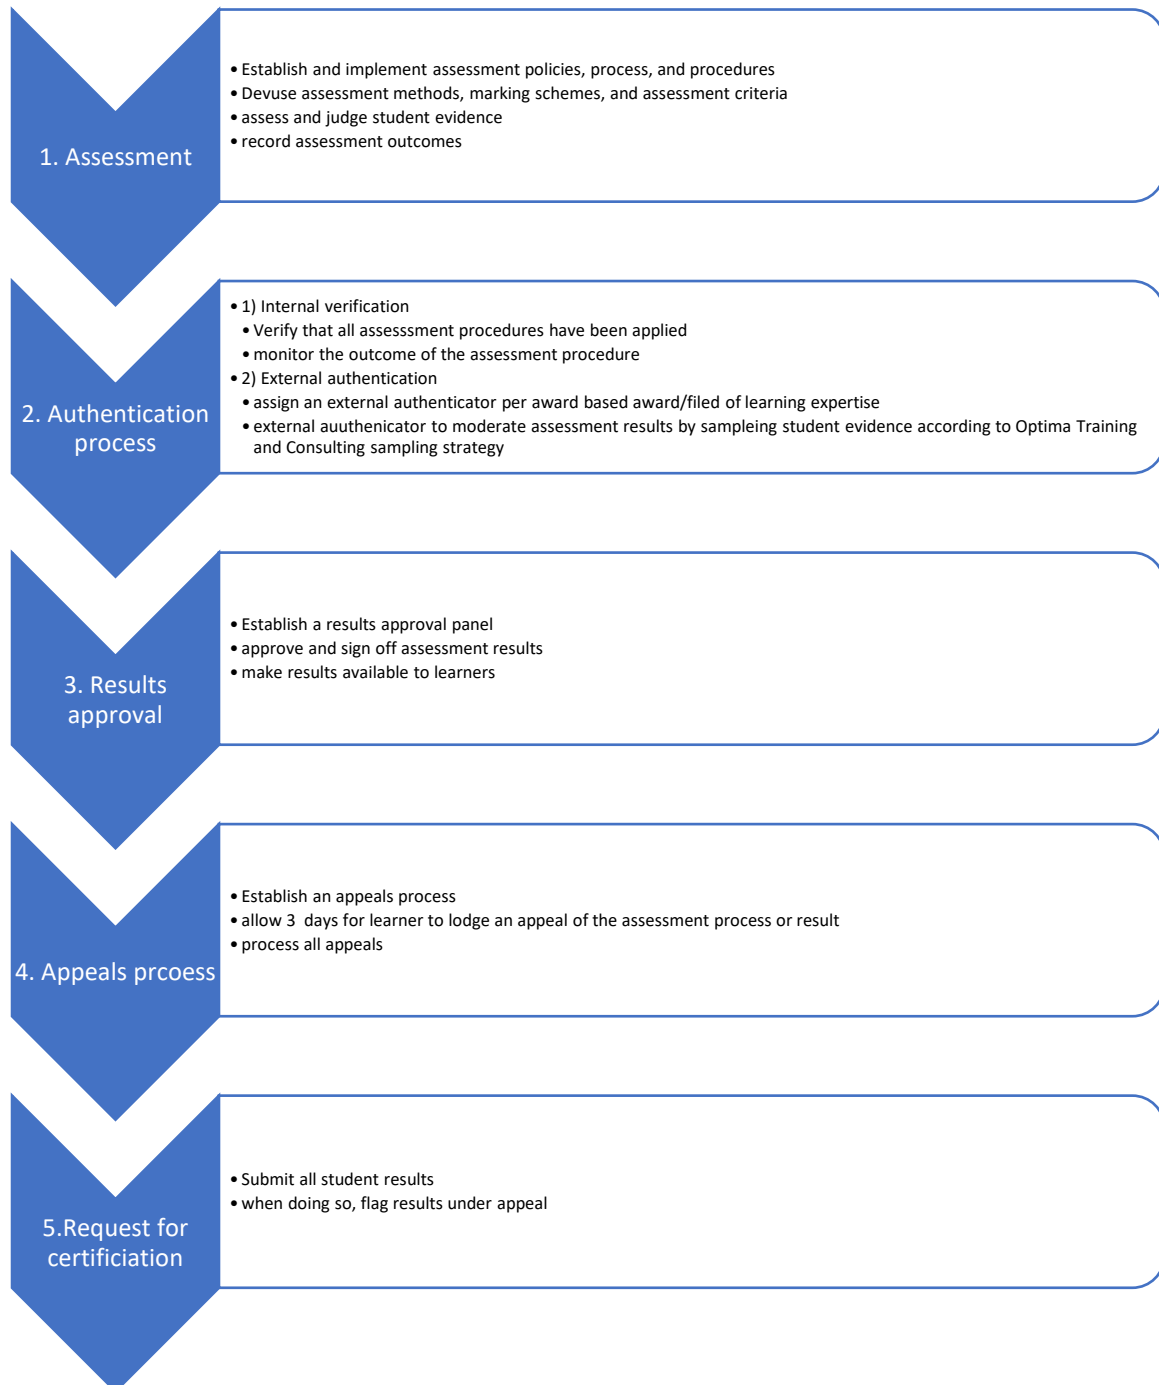 1. Assessment
• Establish and implement assessment policies, process, and procedures
• Devuse assessment methods, marking schemes, and assessment criteria
• assess and judge student evidence
• record assessment outcomes
2. Authentication
process
• 1) Internal verification
• Verify that all assesssment procedures have been applied
• monitor the outcome of the assessment procedure
• 2) External authentication
• assign an external authenticator per award based award/filed of learning expertise
• external auuthenicator to moderate assessment results by sampleing student evidence according to Optima Training
and Consulting sampling strategy
3. Results
approval
• Establish a results approval panel
• approve and sign off assessment results
• make results available to learners
4. Appeals prcoess
• Establish an appeals process
• allow 3 days for learner to lodge an appeal of the assessment process or result
• process all appeals
5.Request for
certificiation
• Submit all student results
• when doing so, flag results under appeal